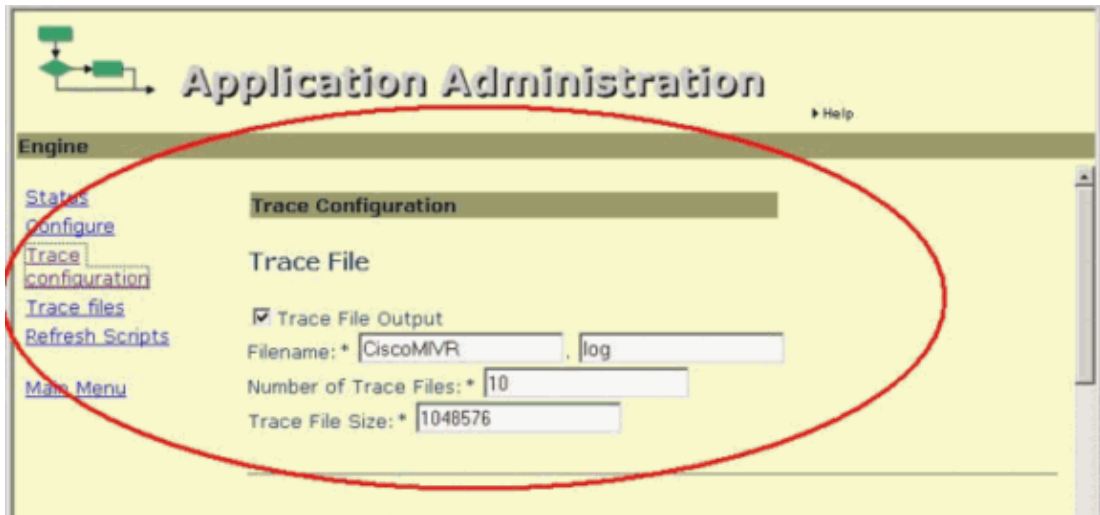 Application Administration
Help
Engine
Status
Configure
Trace
configuration
Trace files
Refresh Scripts
Main Menu
Trace Configuration
Trace File
Trace File Output
Filename: * CiscoMIVR . log
Number of Trace Files: * 10
Trace File Size: * 1048576